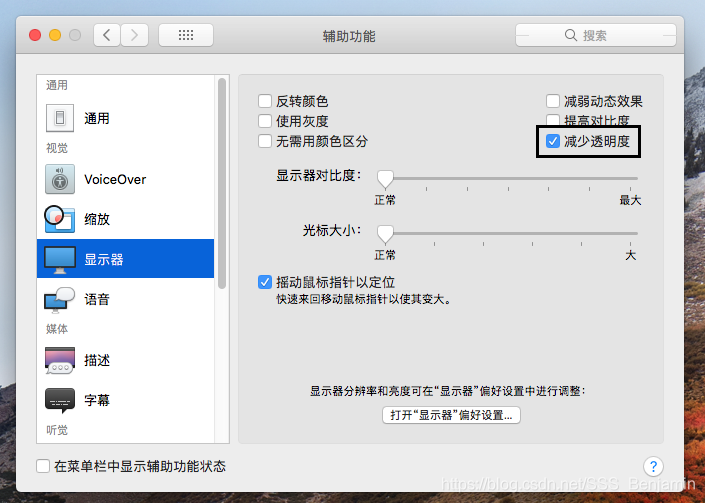 辅助功能
搜索
通用
通用
视觉
VoiceOver
缩放
显示器
语音
媒体
描述
字幕
听觉
反转颜色
使用灰度
无需用颜色区分
减弱动态效果
提高对比度
减少透明度
显示器对比度：
正常
最大
光标大小：
正常
大
摇动鼠标指针以定位
快速来回移动鼠标指针以使其变大。
显示器分辨率和亮度可在“显示器”偏好设置中进行调整：
打开“显示器”偏好设置...
在菜单栏中显示辅助功能状态
?
https://blog.csdn.net/SSS_Benjamin